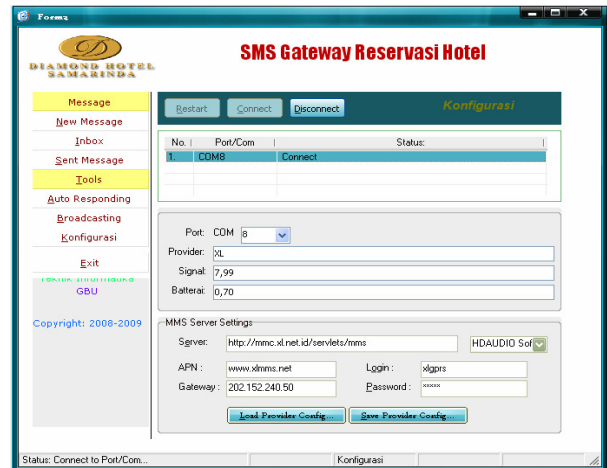 Forma
DIAMOND HOTEL
SAMARINDA
SMS Gateway Reservasi Hotel
Message
New Message
Inbox
Sent Message
Tools
Auto Responding
Broadcasting
Konfigurasi
Exit
GBU
Copyright: 2008-2009
Restart Connect Disconnect Konfigurasi
No. Port/Com Status:
1. COM8 Connect
Port: COM 8
Provider: XL
Signal: 7,99
Batterai: 0,70
MMS Server Settings
Server: http://mmc.xl.net.id/servlets/mms HDAUDIO Sof
APN : www.xlmms.net Login : xlgprs
Gateway : 202.152.240.50 Password : xxxxx
Load Provider Config... Save Provider Config...
Status: Connect to Port/Com... Konfigurasi